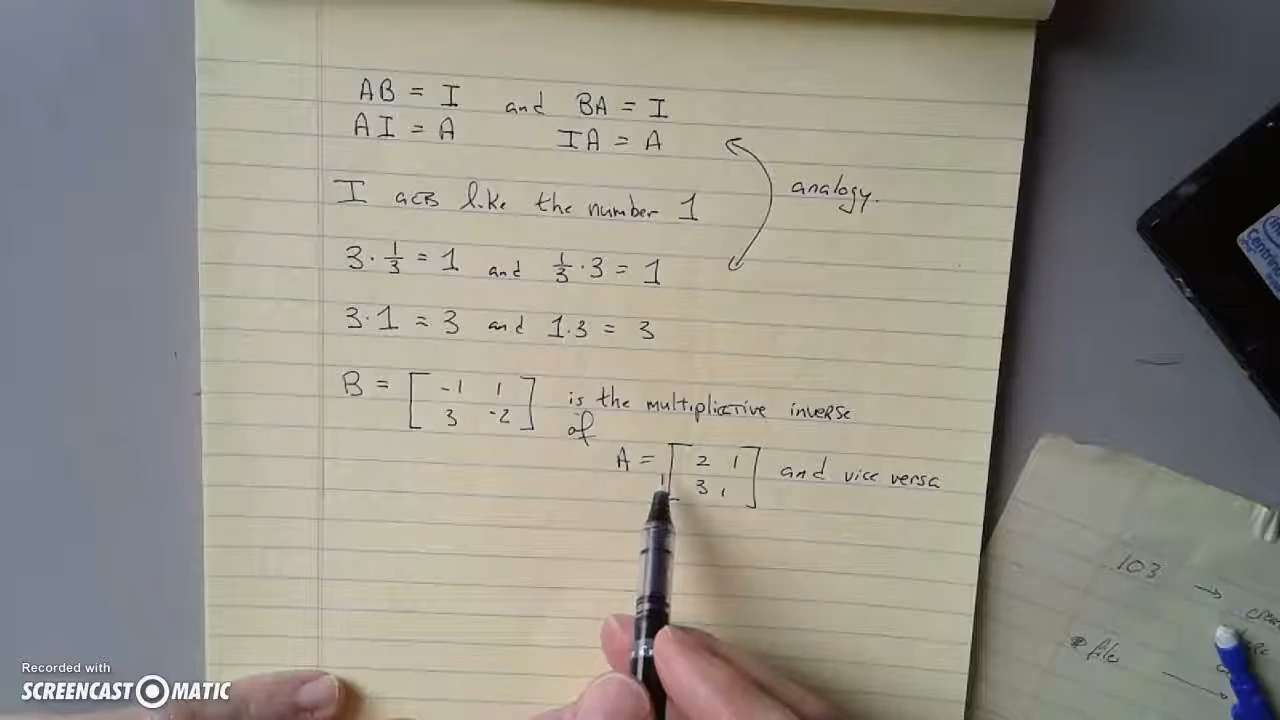 AB = I and BA = I
AI = A IA = A
analogy.
I acts like the number 1
3 · 1/3 = 1 and 1/3 · 3 = 1
3 · 1 = 3 and 1 · 3 = 3
B = [ -1 1
3 -2 ] is the multiplicative inverse
of
A = [ 2 1
3 1 ] and vice versa
103 →
file →
Recorded with
SCREENCAST MATIC